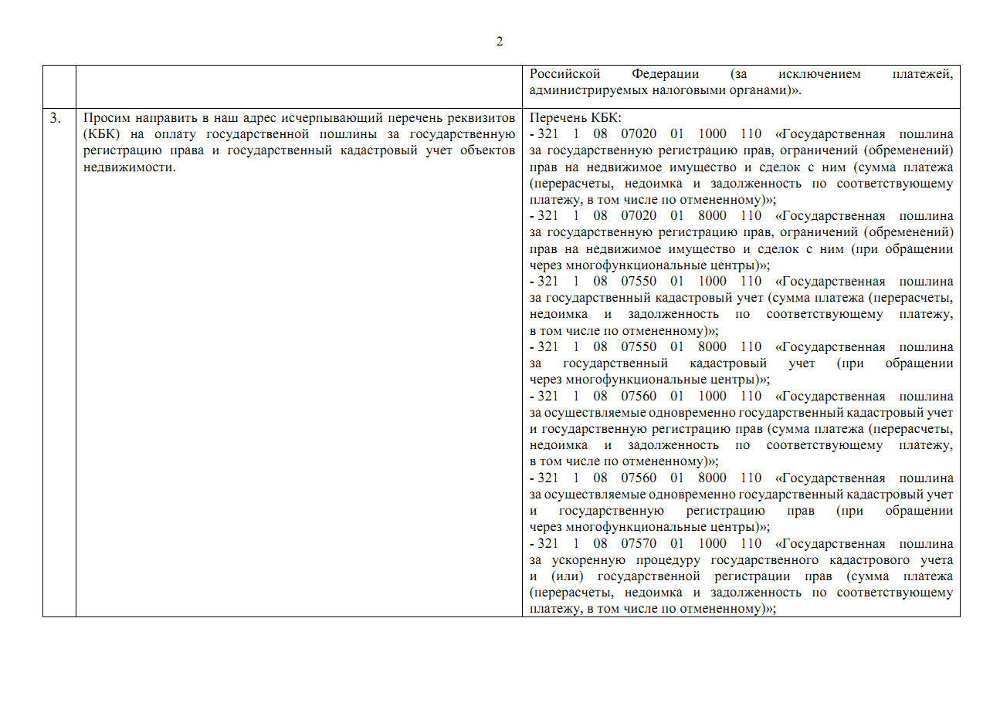 2
Российской Федерации (за исключением платежей,
администрируемых налоговыми органами)».
3.
Просим направить в наш адрес исчерпывающий перечень реквизитов
(КБК) на оплату государственной пошлины за государственную
регистрацию права и государственный кадастровый учет объектов
недвижимости.
Перечень КБК:
- 321 1 08 07020 01 1000 110 «Государственная пошлина
за государственную регистрацию прав, ограничений (обременений)
прав на недвижимое имущество и сделок с ним (сумма платежа
(перерасчеты, недоимка и задолженность по соответствующему
платежу, в том числе по отмененному)»;
- 321 1 08 07020 01 8000 110 «Государственная пошлина
за государственную регистрацию прав, ограничений (обременений)
прав на недвижимое имущество и сделок с ним (при обращении
через многофункциональные центры)»;
- 321 1 08 07550 01 1000 110 «Государственная пошлина
за государственный кадастровый учет (сумма платежа (перерасчеты,
недоимка и задолженность по соответствующему платежу,
в том числе по отмененному)»;
- 321 1 08 07550 01 8000 110 «Государственная пошлина
за государственный кадастровый учет (при обращении
через многофункциональные центры)»;
- 321 1 08 07560 01 1000 110 «Государственная пошлина
за осуществляемые одновременно государственный кадастровый учет
и государственную регистрацию прав (сумма платежа (перерасчеты,
недоимка и задолженность по соответствующему платежу,
в том числе по отмененному)»;
- 321 1 08 07560 01 8000 110 «Государственная пошлина
за осуществляемые одновременно государственный кадастровый учет
и государственную регистрацию прав (при обращении
через многофункциональные центры)»;
- 321 1 08 07570 01 1000 110 «Государственная пошлина
за ускоренную процедуру государственного кадастрового учета
и (или) государственной регистрации прав (сумма платежа
(перерасчеты, недоимка и задолженность по соответствующему
платежу, в том числе по отмененному)»;